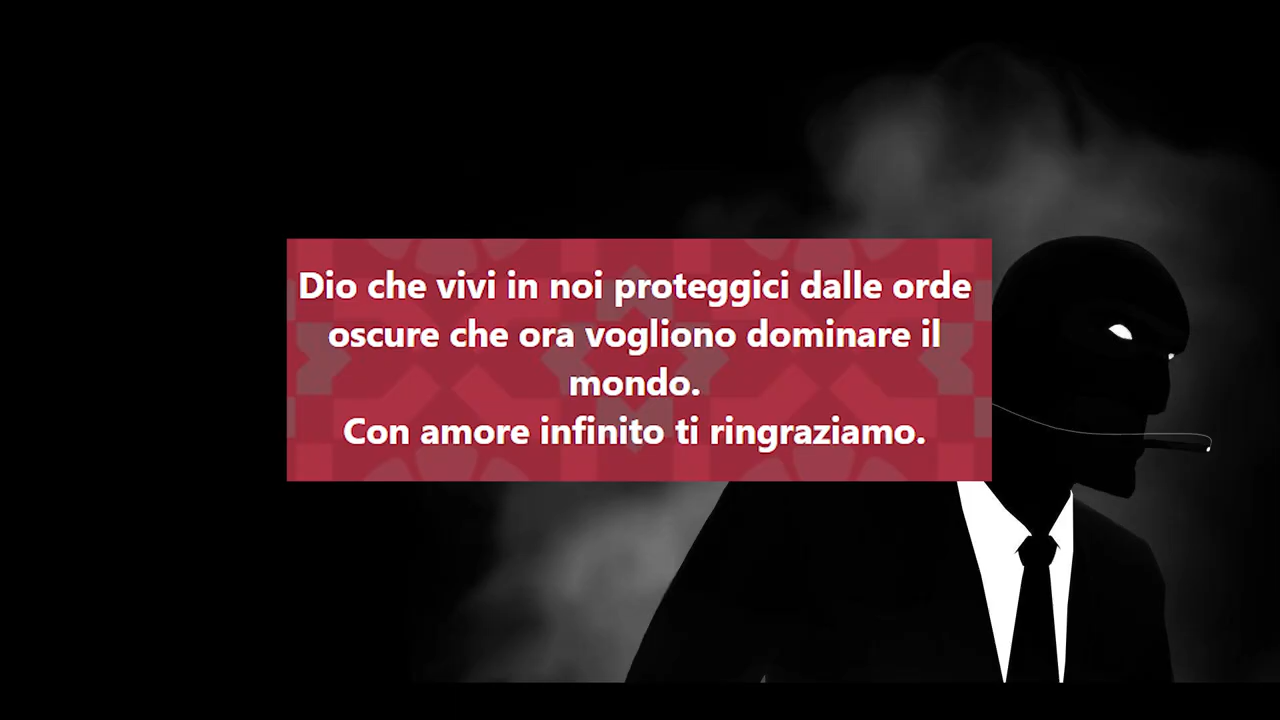 Dio che vivi in noi proteggici dalle orde
oscure che ora vogliono dominare il
mondo.
Con amore infinito ti ringraziamo.